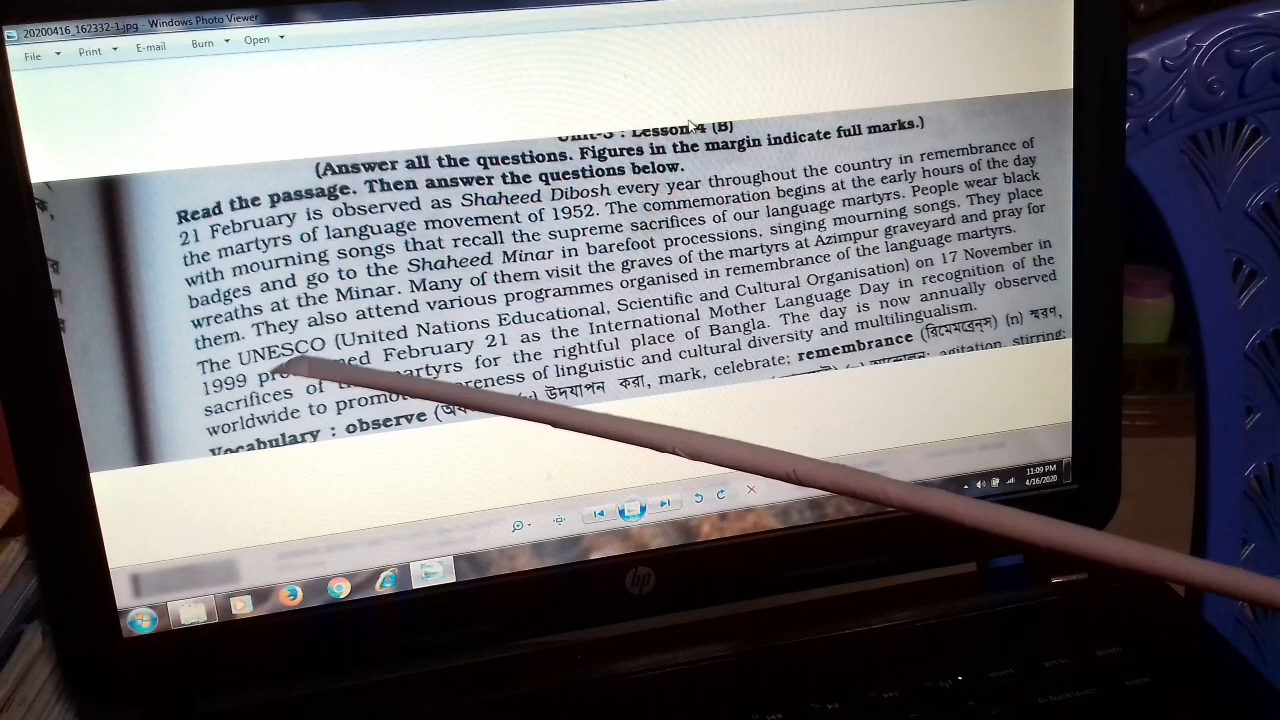 20200416_162332-1.jpg - Windows Photo Viewer
File Print E-mail Burn Open
Lesson 4 (B)
(Answer all the questions. Figures in the margin indicate full marks.)
Read the passage. Then answer the questions below.
21 February is observed as Shaheed Dibosh every year throughout the country in remembrance of
the martyrs of language movement of 1952. The commemoration begins at the early hours of the day
with mourning songs that recall the supreme sacrifices of our language martyrs. People wear black
badges and go to the Shaheed Minar in barefoot processions, singing mourning songs. They place
wreaths at the Minar. Many of them visit the graves of the martyrs at Azimpur graveyard and pray for
them. They also attend various programmes organised in remembrance of the language martyrs.
The UNESCO (United Nations Educational, Scientific and Cultural Organisation) on 17 November in
1999 February 21 as the International Mother Language Day in recognition of the
sacrifices of for the rightful place of Bangla. The day is now annually observed
worldwide to of linguistic and cultural diversity and multilingualism.
Vocabulary : observe উদযাপন করা, mark, celebrate; remembrance (রিমেমব্রেন্স) (n) স্মরণ,
agitation, stirring;
11:09 PM
4/16/2020
hp